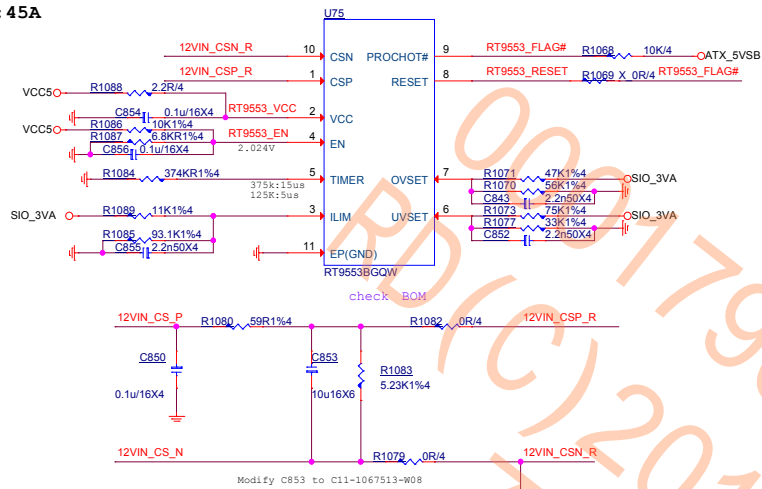 :45A
U75
12VIN_CSN_R 10 CSN PROCHOT# 9 RT9553_FLAG# R1068 10K/4 ATX_5VSB
12VIN_CSP_R 1 CSP RESET 8 RT9553_RESET R1069 X_0R/4 RT9553_FLAG#
VCC5 R1088 2.2R/4
C854 0.1u/16X4 RT9553_VCC 2 VCC
VCC5 R1086 10K1%4
R1087 6.8KR1%4 RT9553_EN 4 EN
C856 0.1u/16X4 2.024V
R1084 374KR1%4 5 TIMER OVSET 7 R1071 47K1%4 SIO_3VA
375k:15us R1070 56K1%4
125K:5us C843 2.2n50X4
SIO_3VA R1089 11K1%4 3 ILIM UVSET 6 R1073 75K1%4 SIO_3VA
R1085 93.1K1%4 R1077 33K1%4
C855 2.2n50X4 C852 2.2n50X4
11 EP(GND)
RT9553BGQW
check BOM
12VIN_CS_P R1080 59R1%4 R1082 0R/4 12VIN_CSP_R
C850 C853 R1083
0.1u/16X4 10u16X6 5.23K1%4
12VIN_CS_N R1079 0R/4 12VIN_CSN_R
Modify C853 to C11-1067513-W08
RD(C)201